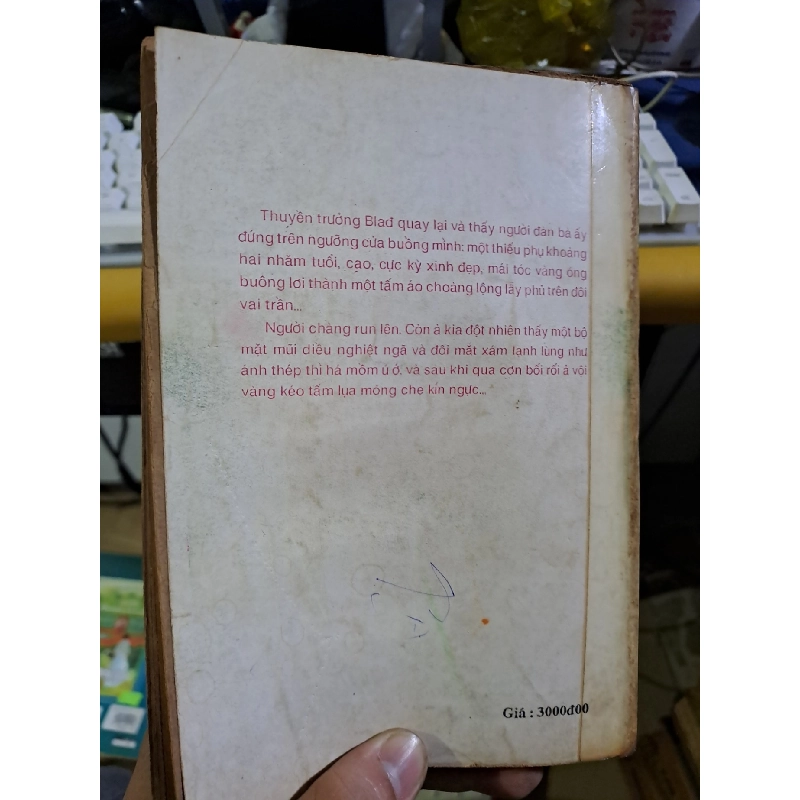 Thuyền trưởng Blađ quay lại và thấy người đàn bà ấy
đứng trên ngưỡng cửa buồng mình: một thiếu phụ khoảng
hai nhăm tuổi, cao, cực kỳ xinh đẹp, mái tóc vàng óng
buông lơi thành một tấm áo choàng lộng lẫy phủ trên đôi
vai trần...
Người chàng run lên. Còn ả kia đột nhiên thấy một bộ
mặt mũi diều nghiệt ngã và đôi mắt xám lạnh lùng như
ánh thép thì há mồm ú ớ, và sau khi qua cơn bối rối ả vội
vàng kéo tấm lụa mỏng che kín ngực...
Giá : 3000đ00